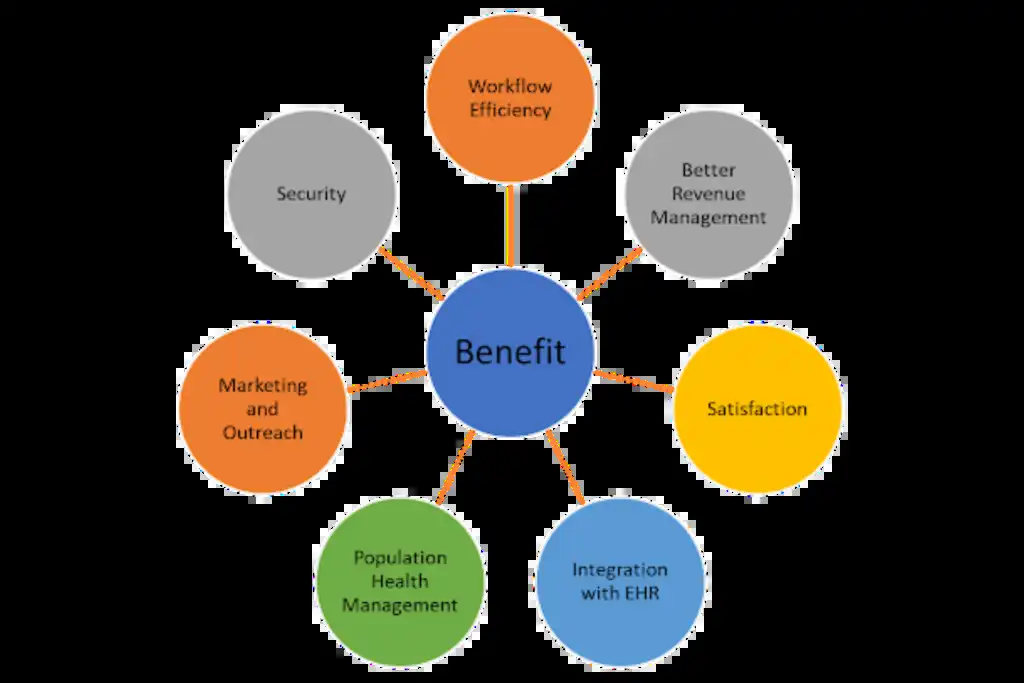 Workflow
Efficiency
Better
Revenue
Management
Security
Benefit
Marketing
and
Outreach
Satisfaction
Population
Health
Management
Integration
with EHR